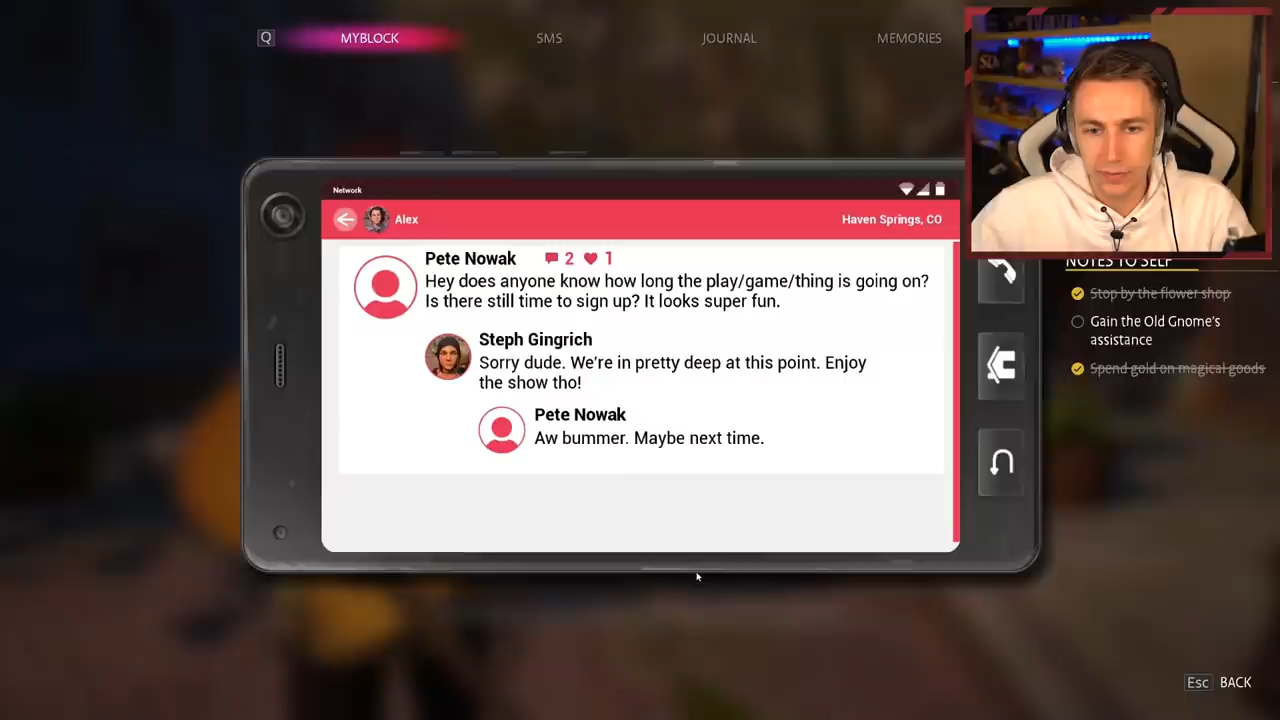 Q MYBLOCK SMS JOURNAL MEMORIES
Network
Alex Haven Springs, CO
Pete Nowak 2 1
Hey does anyone know how long the play/game/thing is going on?
Is there still time to sign up? It looks super fun.
Steph Gingrich
Sorry dude. We're in pretty deep at this point. Enjoy
the show tho!
Pete Nowak
Aw bummer. Maybe next time.
NOTES TO SELF
Stop by the flower shop
Gain the Old Gnome's
assistance
Spend gold on magical goods
Esc BACK